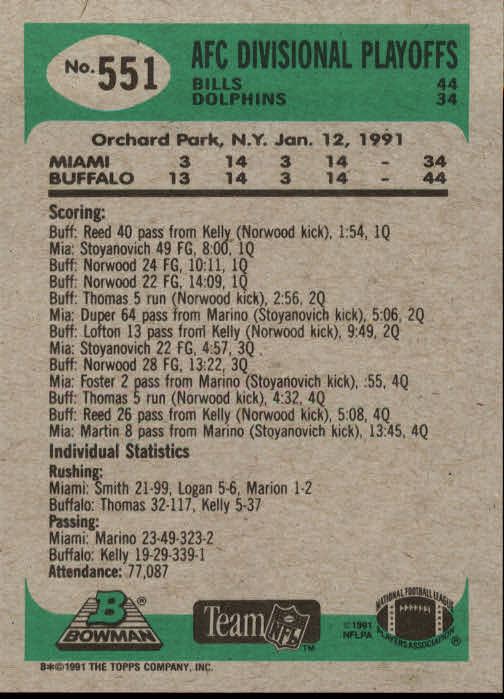 No. 551
AFC DIVISIONAL PLAYOFFS
BILLS 44
DOLPHINS 34
Orchard Park, N.Y. Jan. 12, 1991
MIAMI 3 14 3 14 - 34
BUFFALO 13 14 3 14 - 44
Scoring:
Buff: Reed 40 pass from Kelly (Norwood kick), 1:54, 1Q
Mia: Stoyanovich 49 FG, 8:00, 1Q
Buff: Norwood 24 FG, 10:11, 1Q
Buff: Norwood 22 FG, 14:09, 1Q
Buff: Thomas 5 run (Norwood kick), 2:56, 2Q
Mia: Duper 64 pass from Marino (Stoyanovich kick), 5:06, 2Q
Buff: Lofton 13 pass from Kelly (Norwood kick), 9:49, 2Q
Mia: Stoyanovich 22 FG, 4:57, 3Q
Buff: Norwood 28 FG, 13:22, 3Q
Mia: Foster 2 pass from Marino (Stoyanovich kick), :55, 4Q
Buff: Thomas 5 run (Norwood kick), 4:32, 4Q
Buff: Reed 26 pass from Kelly (Norwood kick), 5:08, 4Q
Mia: Martin 8 pass from Marino (Stoyanovich kick), 13:45, 4Q
Individual Statistics
Rushing:
Miami: Smith 21-99, Logan 5-6, Marion 1-2
Buffalo: Thomas 32-117, Kelly 5-37
Passing:
Miami: Marino 23-49-323-2
Buffalo: Kelly 19-29-339-1
Attendance: 77,087
B®
BOWMAN®
Team NFL™
©1991
NFLPA
NATIONAL FOOTBALL LEAGUE
PLAYERS ASSOCIATION®
B*©1991 THE TOPPS COMPANY, INC.